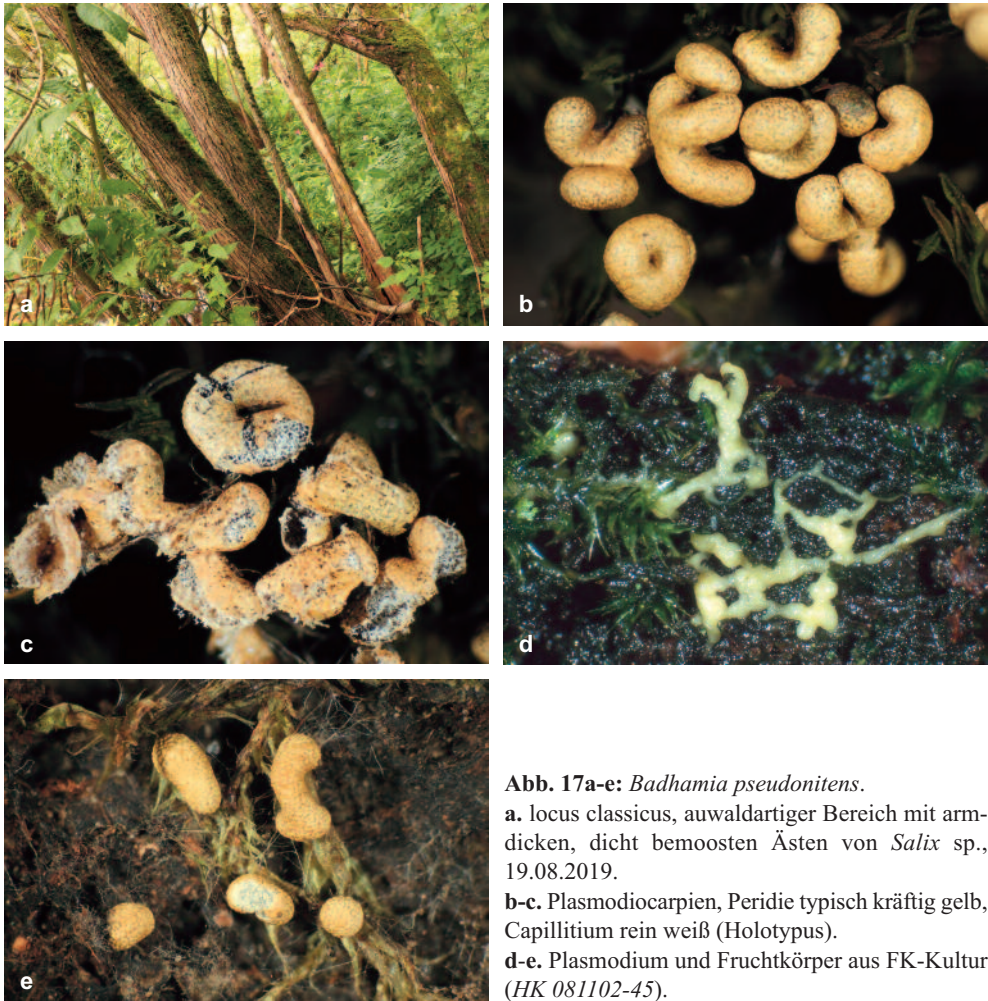 a
b
c
d
e
Abb. 17a-e: Badhamia pseudonitens.
a. locus classicus, auwaldartiger Bereich mit arm-
dicken, dicht bemoosten Ästen von Salix sp.,
19.08.2019.
b-c. Plasmodiocarpien, Peridie typisch kräftig gelb,
Capillitium rein weiß (Holotypus).
d-e. Plasmodium und Fruchtkörper aus FK-Kultur
(HK 081102-45).